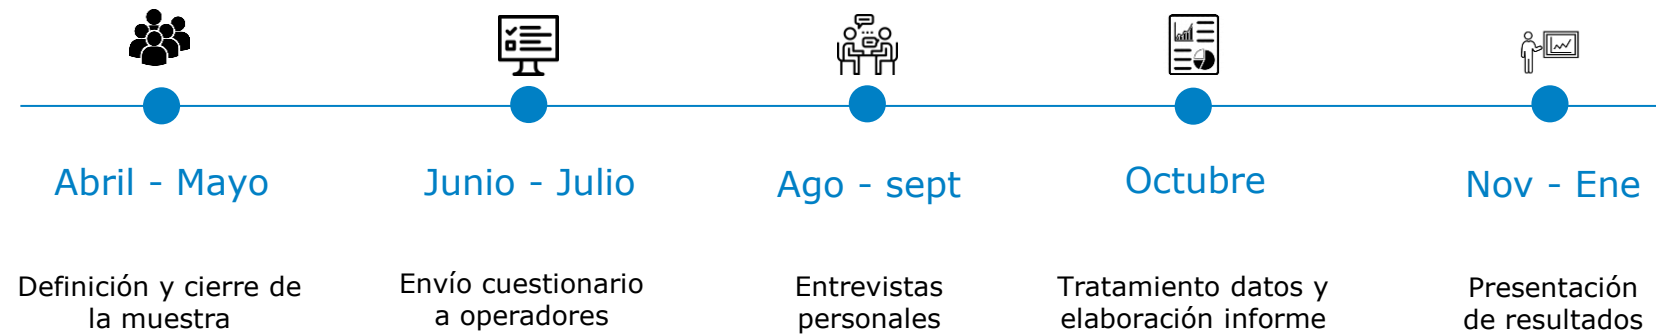 Abril - Mayo
Junio - Julio
Ago - sept
Octubre
Nov - Ene
Definición y cierre de
la muestra
Envío cuestionario
a operadores
Entrevistas
personales
Tratamiento datos y
elaboración informe
Presentación
de resultados